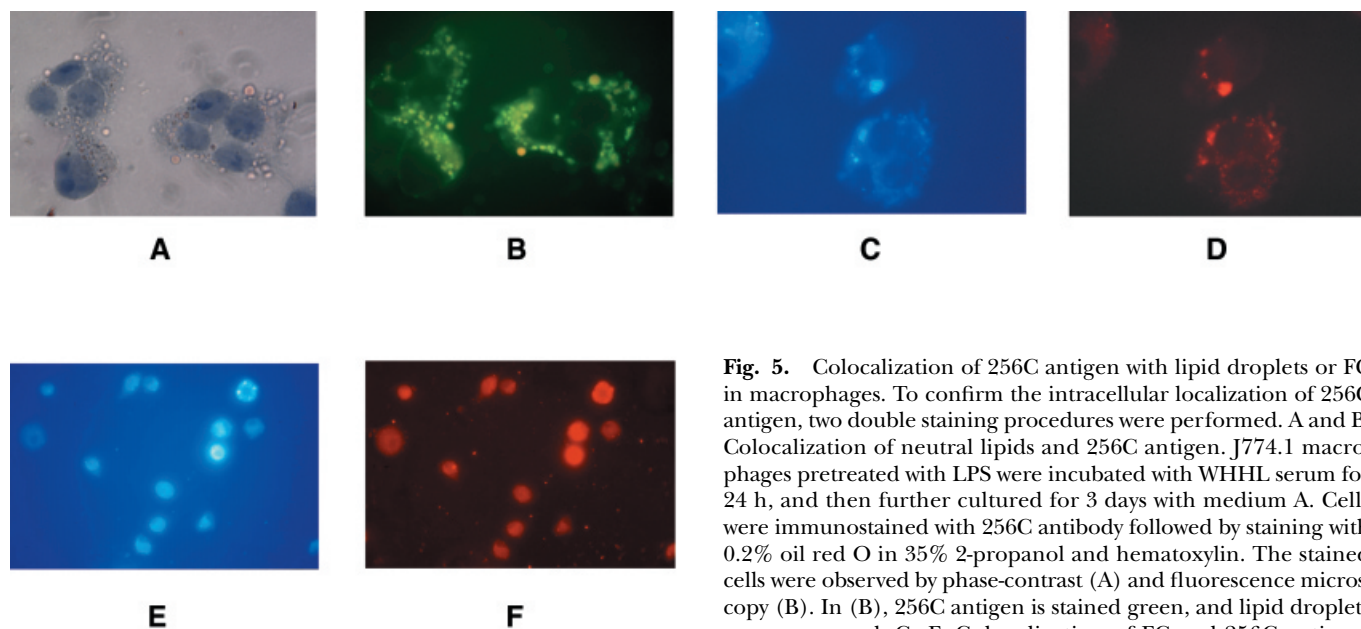 A
B
C
D
E
F
Fig. 5. Colocalization of 256C antigen with lipid droplets or FC
in macrophages. To confirm the intracellular localization of 256C
antigen, two double staining procedures were performed. A and B
Colocalization of neutral lipids and 256C antigen. J774.1 macro
phages pretreated with LPS were incubated with WHHL serum fo
24 h, and then further cultured for 3 days with medium A. Cell
were immunostained with 256C antibody followed by staining with
0.2% oil red O in 35% 2-propanol and hematoxylin. The stained
cells were observed by phase-contrast (A) and fluorescence micros
copy (B). In (B), 256C antigen is stained green, and lipid droplet